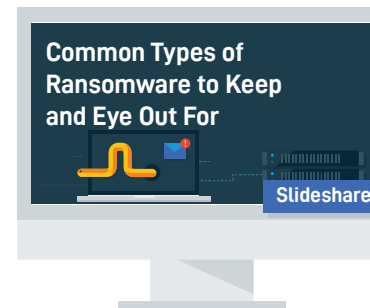 Common Types of
Ransomware to Keep
and Eye Out For
!
Slideshare